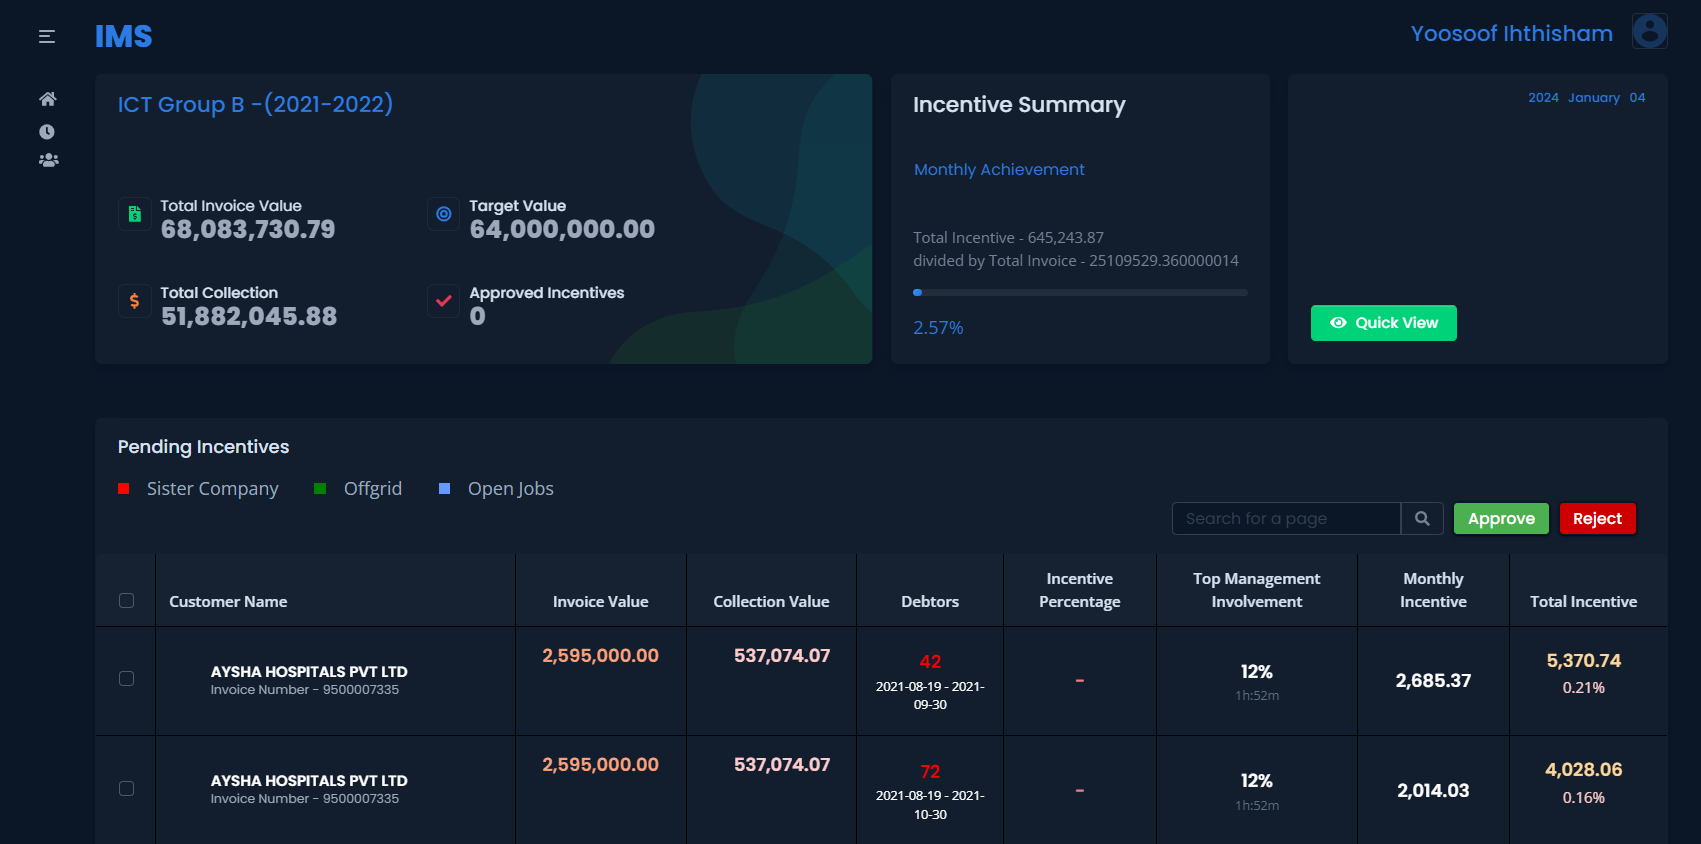 IMS
Yoosoof Ihthisham
ICT Group B -(2021-2022)
Total Invoice Value
68,083,730.79
Target Value
64,000,000.00
Total Collection
51,882,045.88
Approved Incentives
0
Incentive Summary
Monthly Achievement
Total Incentive - 645,243.87
divided by Total Invoice - 25109529.360000014
2.57%
2024 January 04
Quick View
Pending Incentives
Sister Company Offgrid Open Jobs
Search for a page
Approve
Reject
Customer Name
Invoice Value
Collection Value
Debtors
Incentive
Percentage
Top Management
Involvement
Monthly
Incentive
Total Incentive
AYSHA HOSPITALS PVT LTD
Invoice Number - 9500007335
2,595,000.00
537,074.07
42
2021-08-19 - 2021-
09-30
-
12%
1h:52m
2,685.37
5,370.74
0.21%
AYSHA HOSPITALS PVT LTD
Invoice Number - 9500007335
2,595,000.00
537,074.07
72
2021-08-19 - 2021-
10-30
-
12%
1h:52m
2,014.03
4,028.06
0.16%